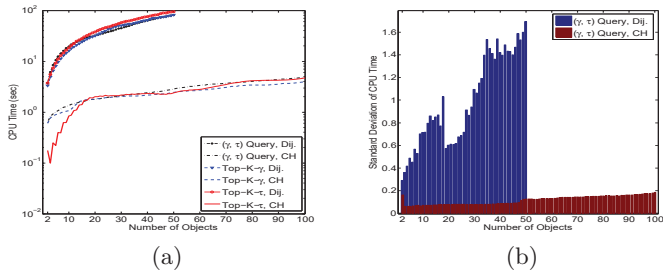 10²
10¹
10⁰
10⁻¹
10⁻²
CPU Time (sec)
2 10 20 30 40 50 60 70 80 90 100
Number of Objects
(γ, τ) Query, Dij.
(γ, τ) Query, CH
Top−K−γ, Dij.
Top−K−γ, CH
Top−K−τ, Dij.
Top−K−τ, CH
(a)
Standard Deviation of CPU Time
1.6
1.4
1.2
1
0.8
0.6
0.4
0.2
0
2 10 20 30 40 50 60 70 80 90 100
Number of Objects
(γ, τ) Query, Dij.
(γ, τ) Query, CH
(b)